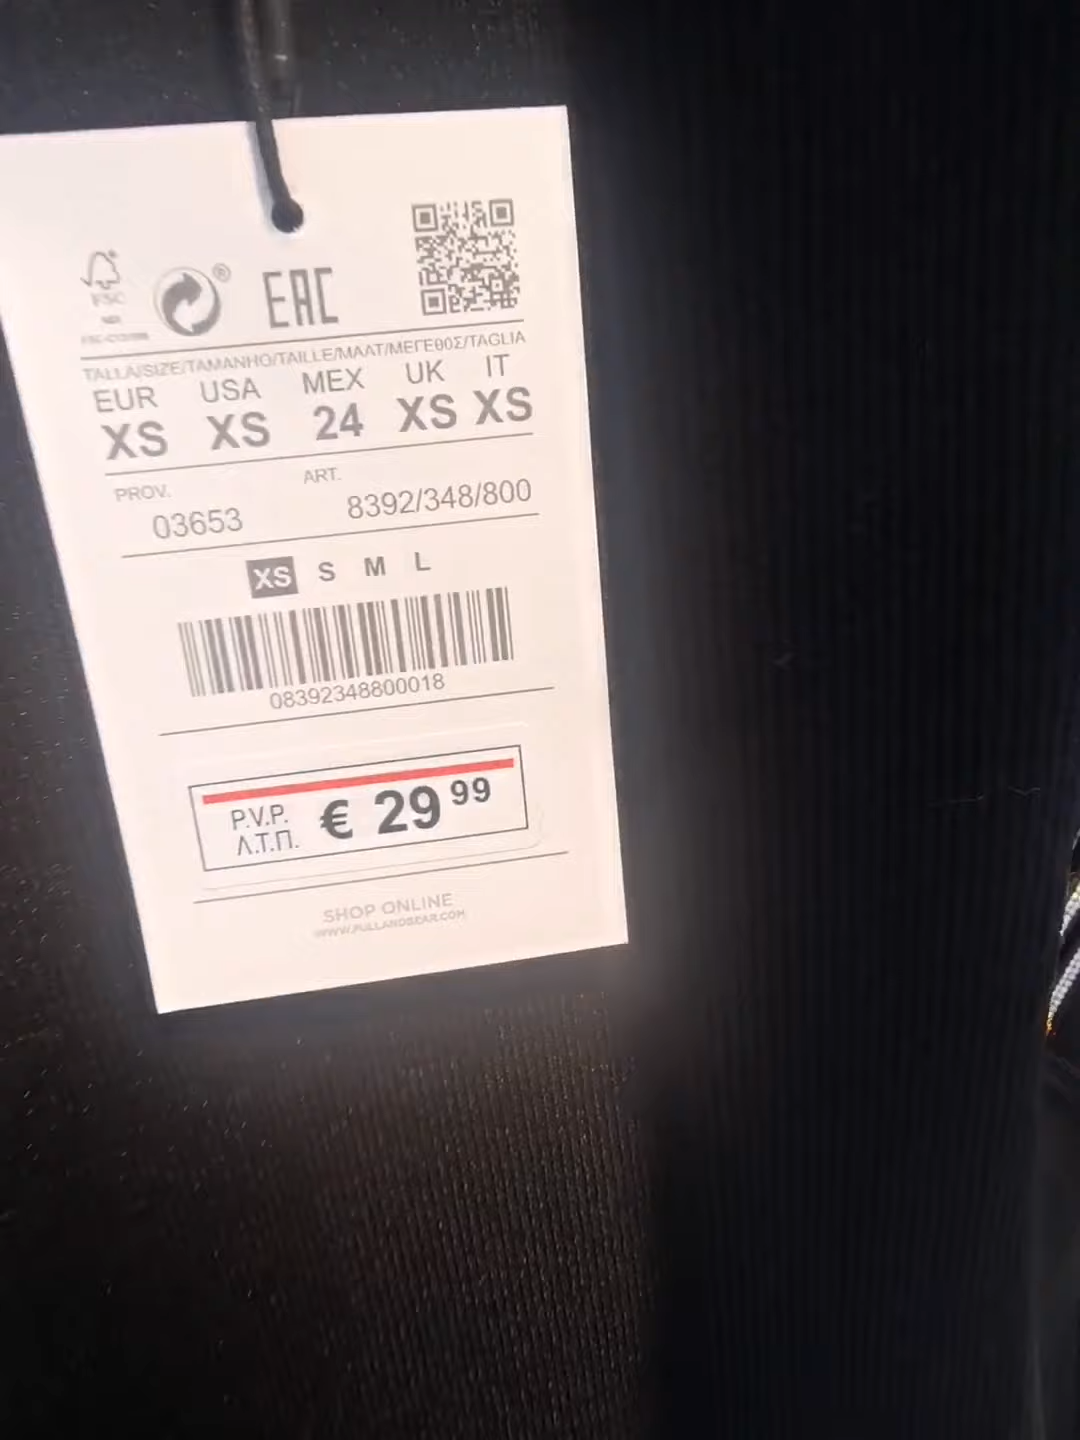 FSC
®
EAC
TALLA/SIZE/TAMANHO/TAILLE/MAAT/ΜΕΓΕΘΟΣ/TAGLIA
EUR USA MEX UK IT
XS XS 24 XS XS
PROV. ART.
03653 8392/348/800
XS S M L
08392348800018
P.V.P. € 29 99
Λ.Τ.Π.
SHOP ONLINE
WWW.PULLANDBEAR.COM